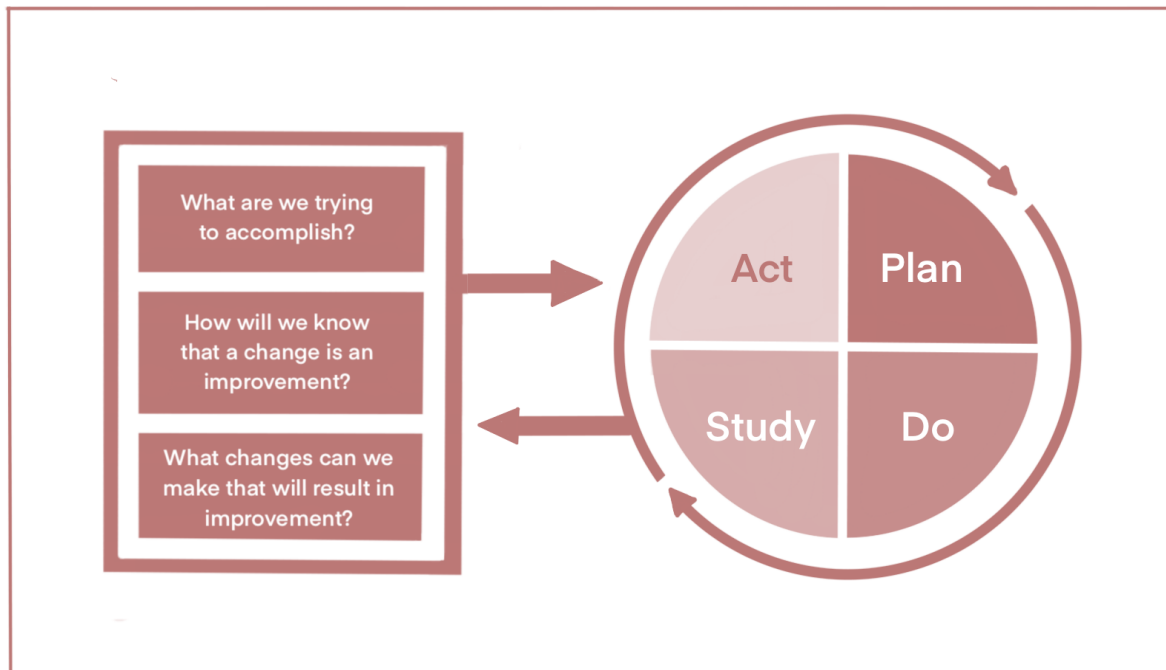 What are we trying
to accomplish?
How will we know
that a change is an
improvement?
What changes can we
make that will result in
improvement?
Act
Plan
Study
Do